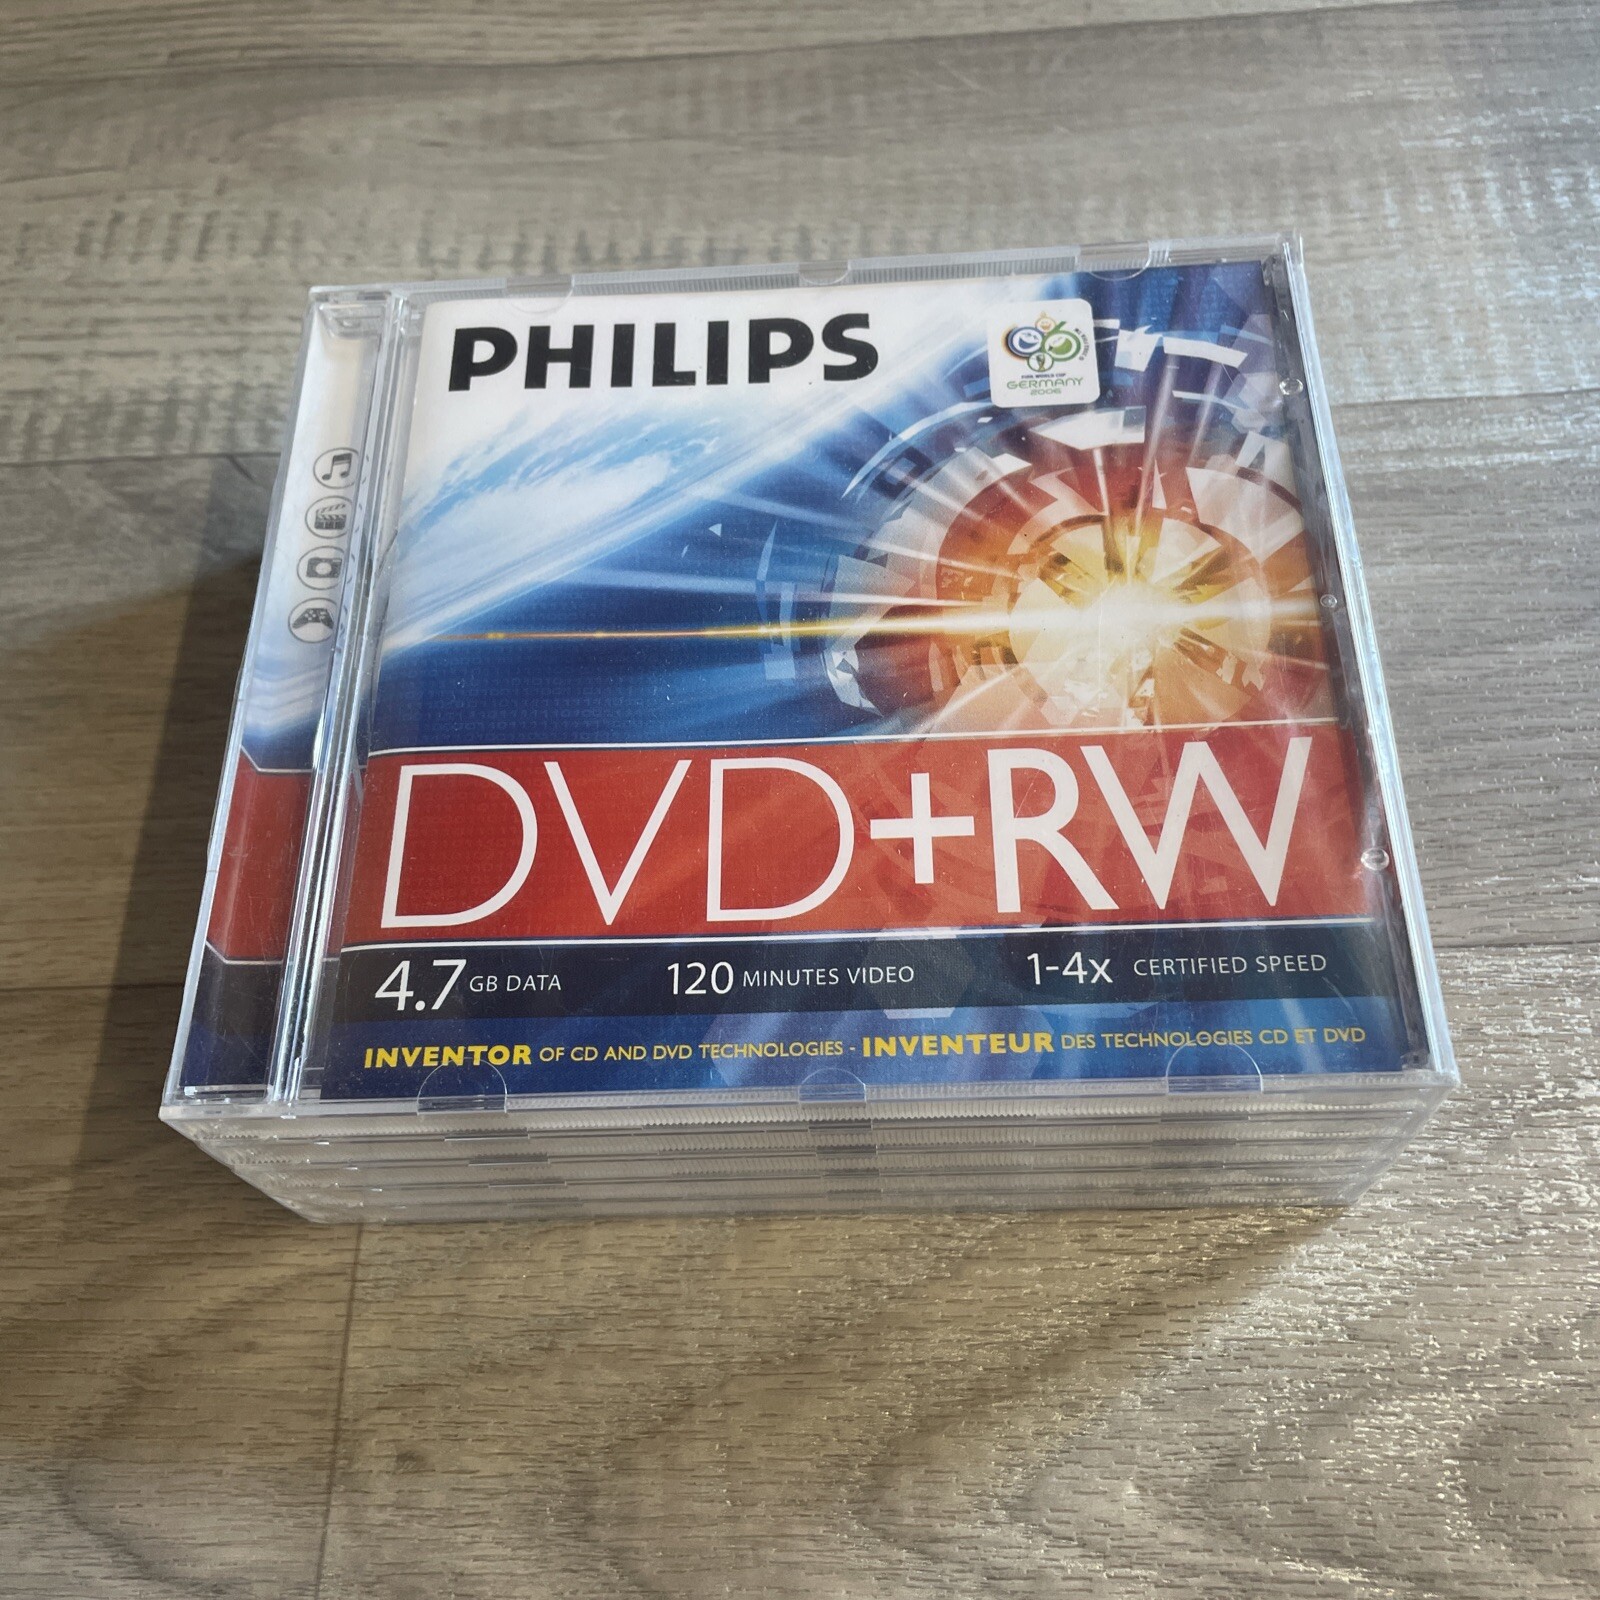 PHILIPS
FIFA WORLD CUP
GERMANY
2006
DVD+RW
4.7 GB DATA 120 MINUTES VIDEO 1-4x CERTIFIED SPEED
INVENTOR OF CD AND DVD TECHNOLOGIES - INVENTEUR DES TECHNOLOGIES CD ET DVD